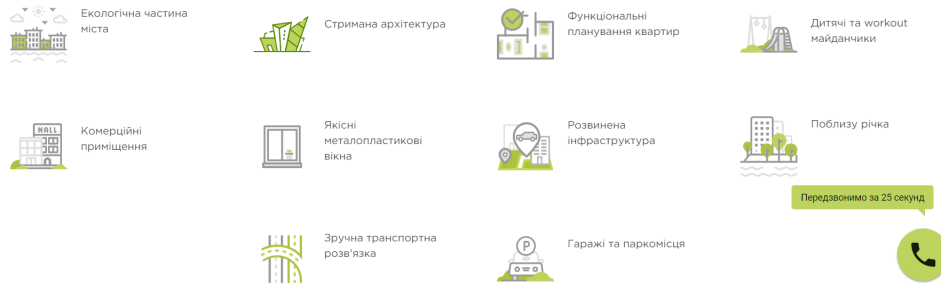 Екологічна частина
міста
Стримана архітектура
Функціональні
планування квартир
Дитячі та workout
майданчики
MALL
Комерційні
приміщення
Якісні
металопластикові
вікна
Розвинена
інфраструктура
Поблизу річка
Передзвонимо за 25 секунд
Зручна транспортна
розв'язка
P
Гаражі та паркомісця